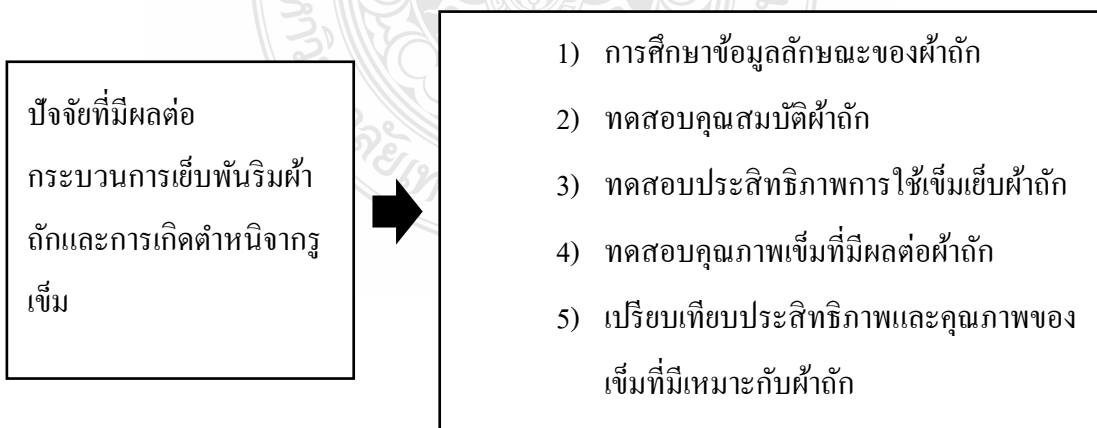 ปัจจัยที่มีผลต่อ
กระบวนการเย็บพันริมผ้า
ถักและการเกิดตำหนิจากรู
เข็ม
1) การศึกษาข้อมูลลักษณะของผ้าถัก
2) ทดสอบคุณสมบัติผ้าถัก
3) ทดสอบประสิทธิภาพการใช้เข็มเย็บผ้าถัก
4) ทดสอบคุณภาพเข็มที่มีผลต่อผ้าถัก
5) เปรียบเทียบประสิทธิภาพและคุณภาพของ
เข็มที่มีเหมาะกับผ้าถัก